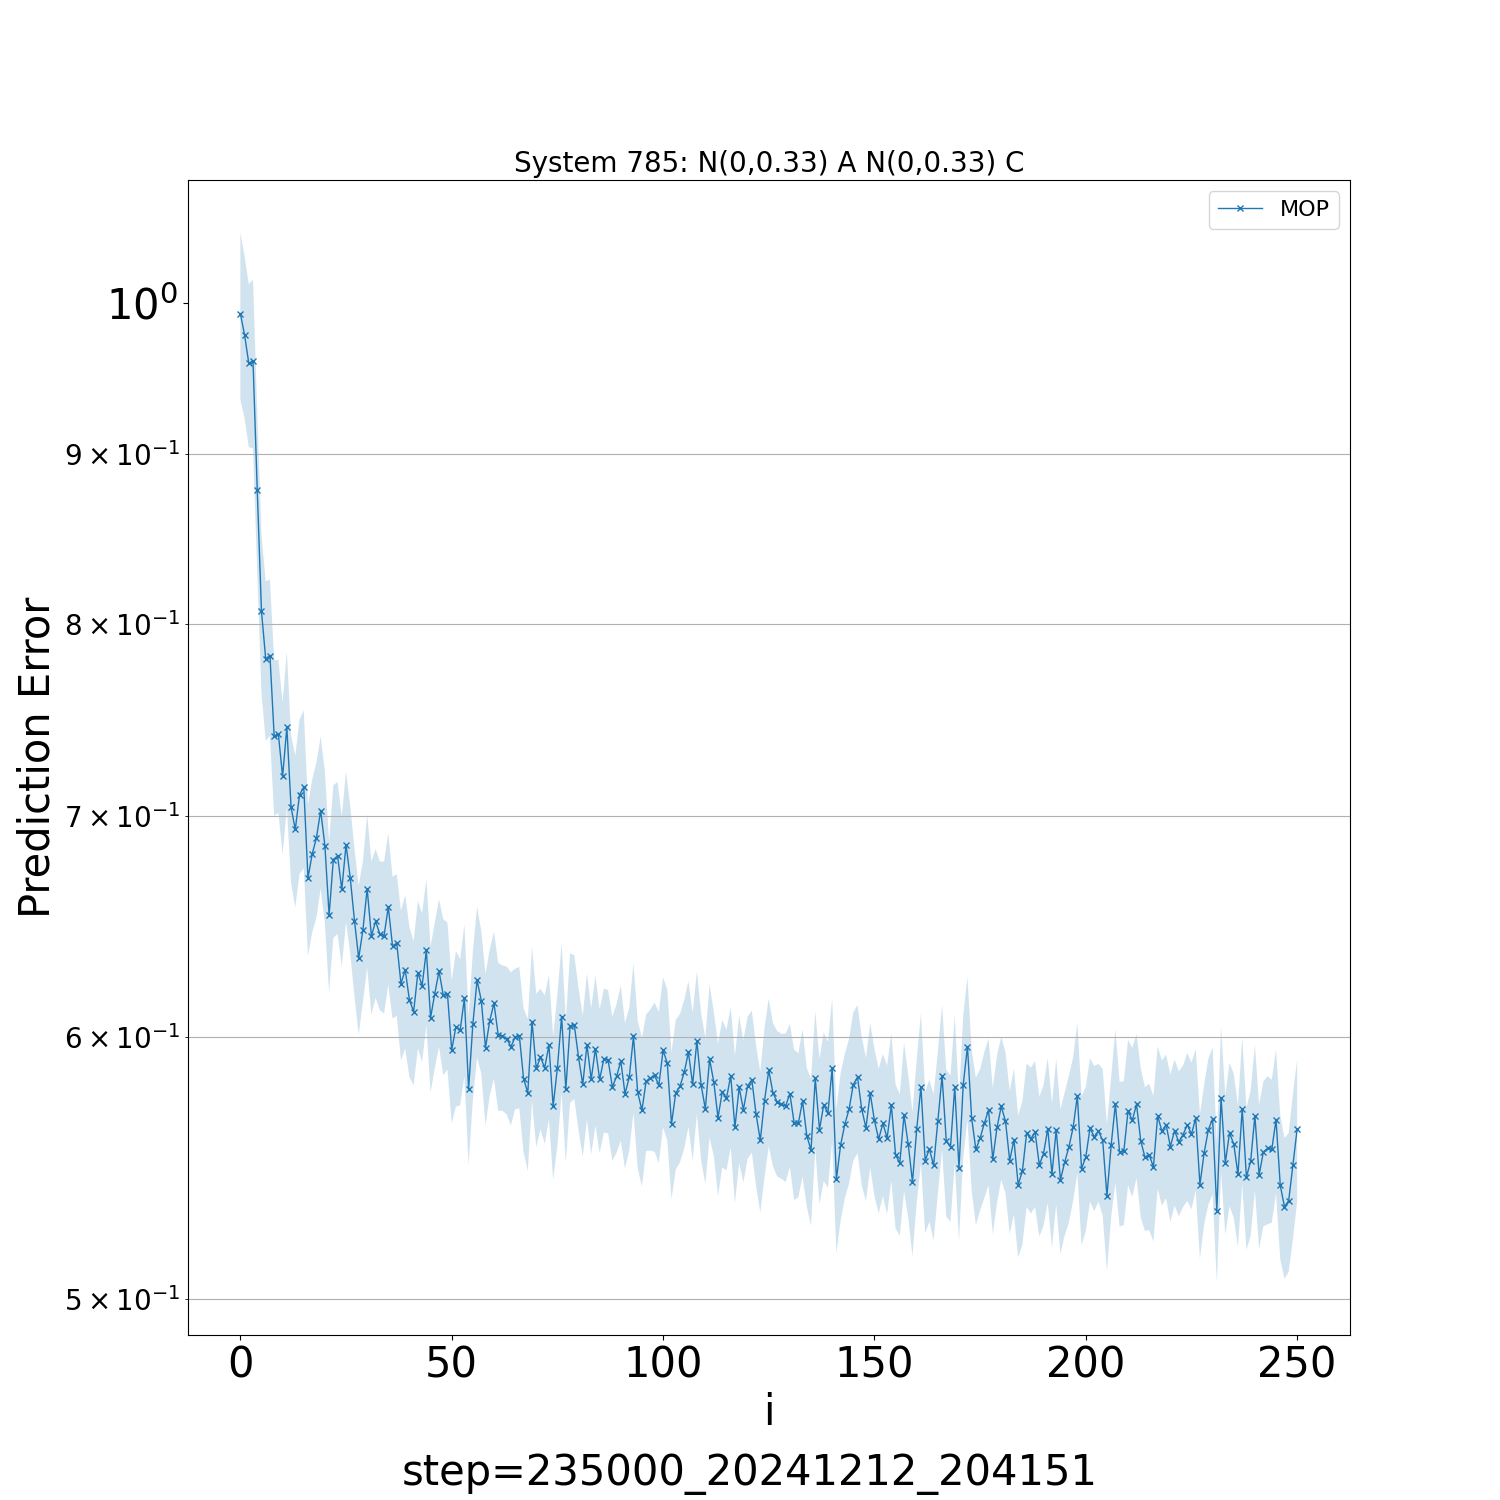 System 785: N(0,0.33) A N(0,0.33) C
MOP
10⁰
9 × 10⁻¹
8 × 10⁻¹
7 × 10⁻¹
6 × 10⁻¹
5 × 10⁻¹
Prediction Error
0 50 100 150 200 250
i
step=235000_20241212_204151